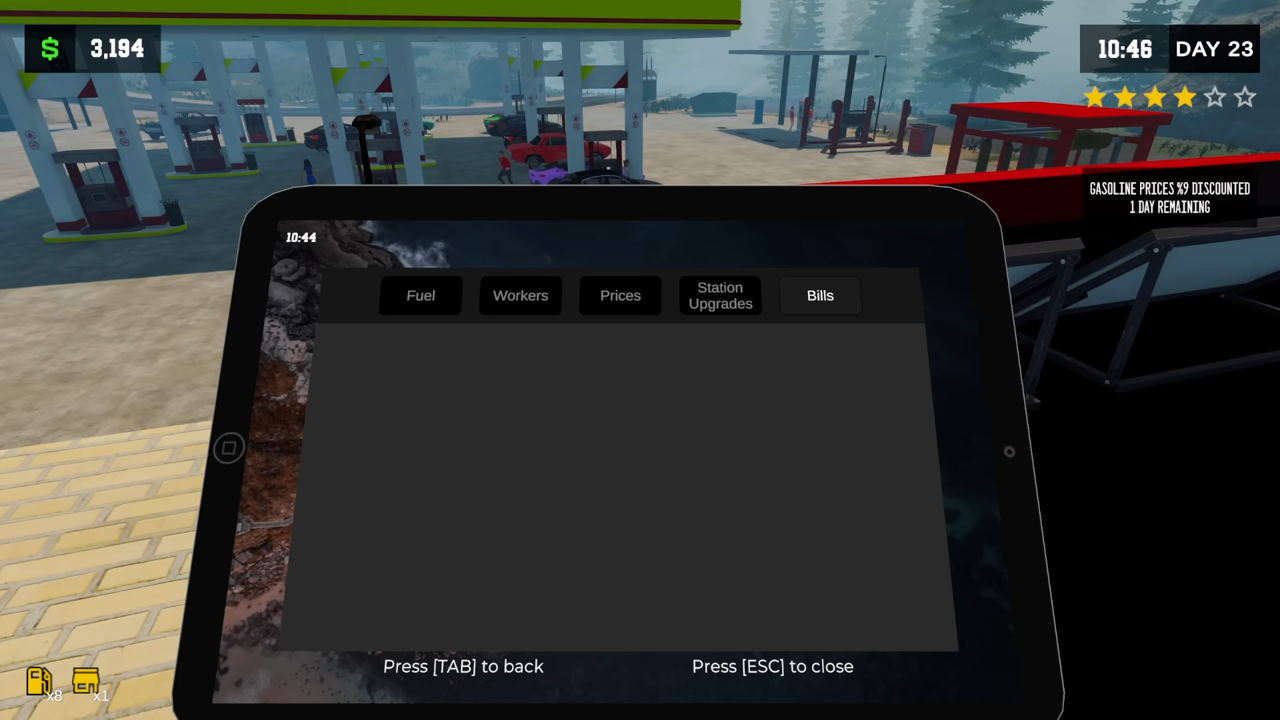 $ 3,194
10:46 DAY 23
GASOLINE PRICES %9 DISCOUNTED
1 DAY REMAINING
10:44
Fuel
Workers
Prices
Station
Upgrades
Bills
Press [TAB] to back
Press [ESC] to close
x8
x1